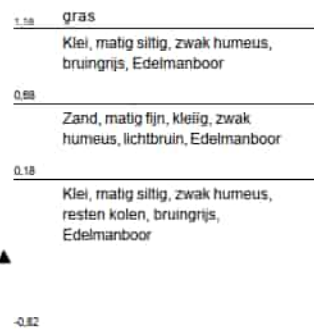 1,18 gras
Klei, matig siltig, zwak humeus,
bruingrijs, Edelmanboor
0,68
Zand, matig fijn, kleiïg, zwak
humeus, lichtbruin, Edelmanboor
0,18
Klei, matig siltig, zwak humeus,
resten kolen, bruingrijs,
Edelmanboor
-0,82